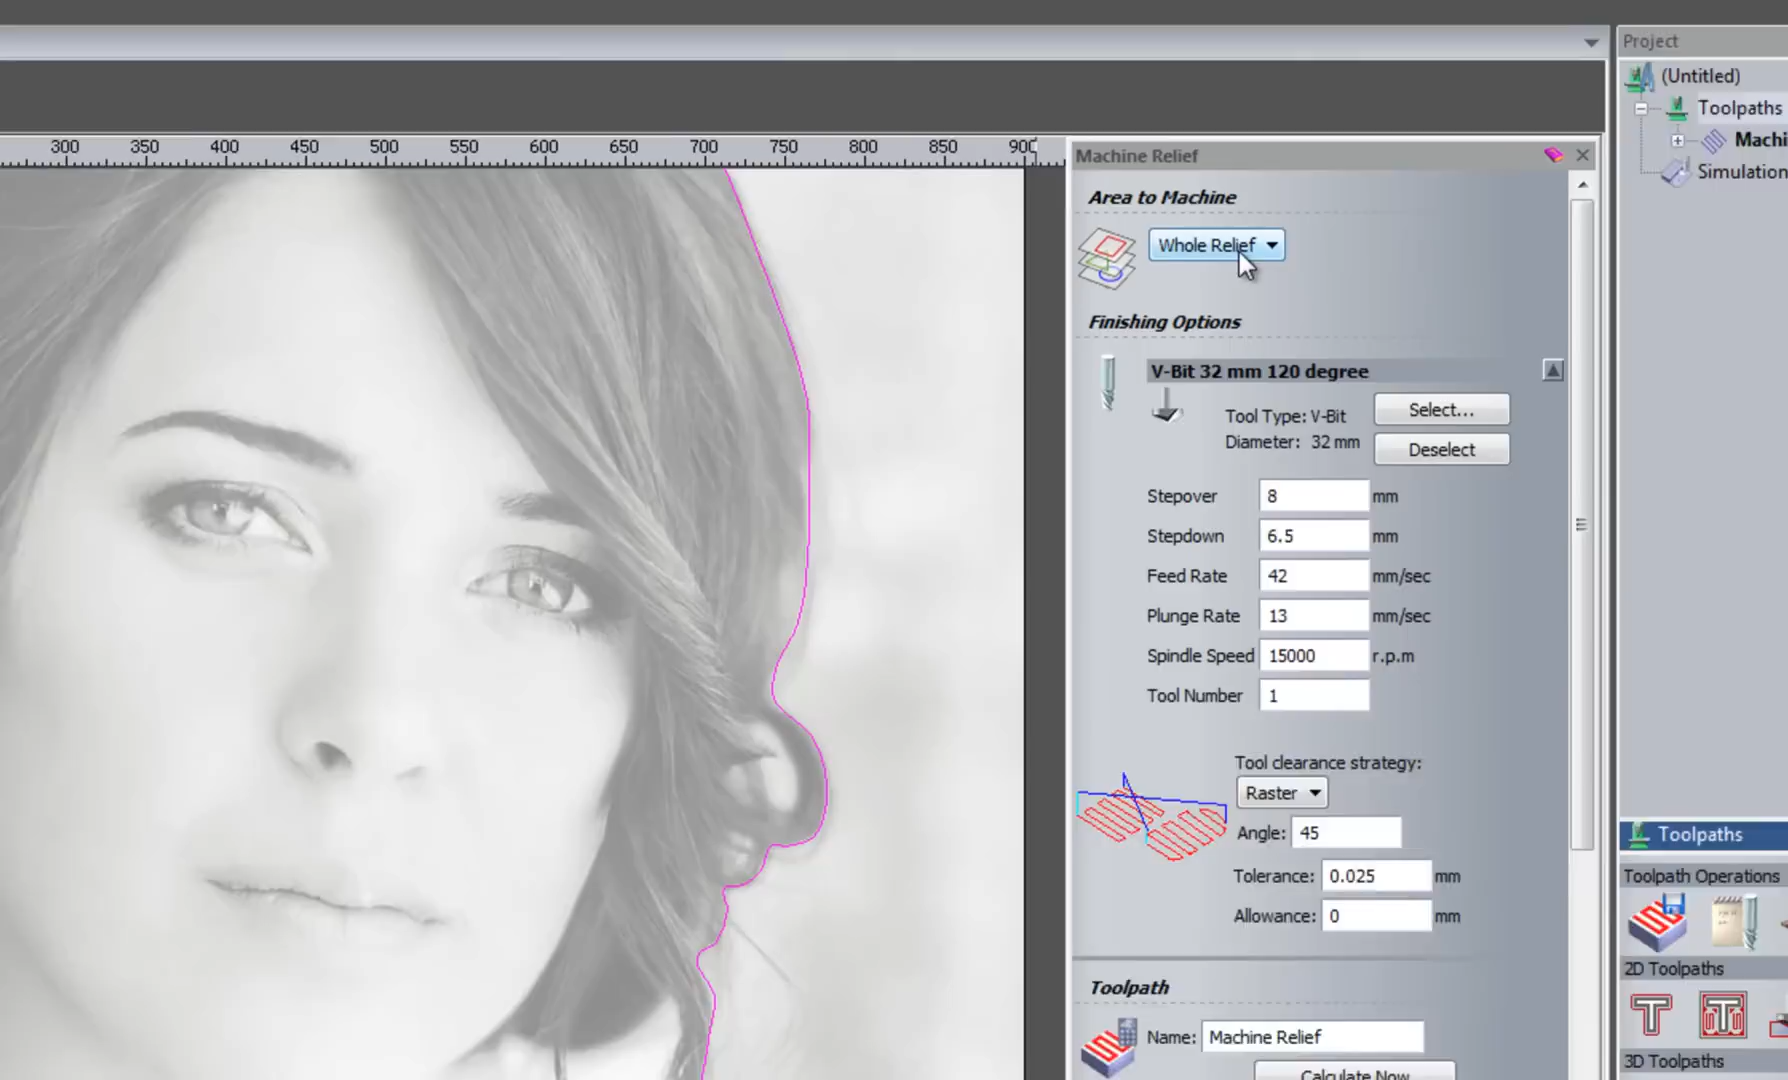 Project
(Untitled)
Toolpaths
Machi
Simulation
300 350 400 450 500 550 600 650 700 750 800 850 900
Machine Relief
Area to Machine
Whole Relief
Finishing Options
V-Bit 32 mm 120 degree
Tool Type: V-Bit
Select...
Diameter: 32 mm
Deselect
Stepover 8 mm
Stepdown 6.5 mm
Feed Rate 42 mm/sec
Plunge Rate 13 mm/sec
Spindle Speed 15000 r.p.m
Tool Number 1
Tool clearance strategy:
Raster
Angle: 45
Tolerance: 0.025 mm
Allowance: 0 mm
Toolpath
Name: Machine Relief
Calculate Now
Toolpaths
Toolpath Operations
2D Toolpaths
3D Toolpaths